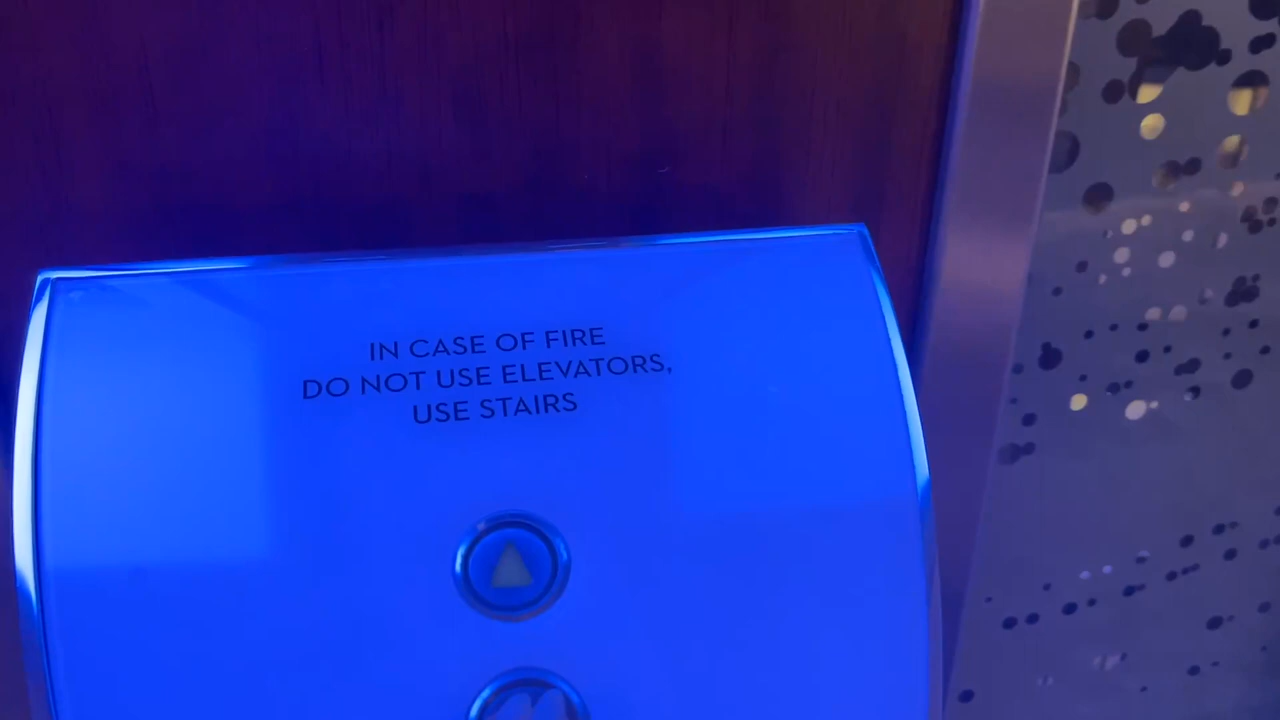 IN CASE OF FIRE
DO NOT USE ELEVATORS,
USE STAIRS